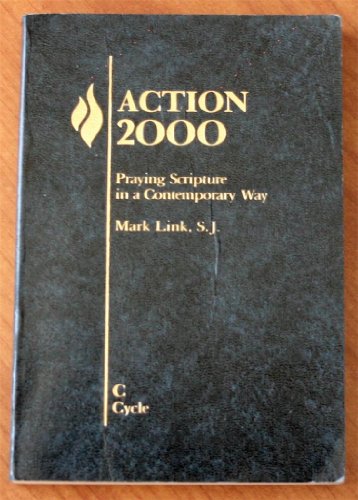 ACTION
2000
Praying Scripture
in a Contemporary Way
Mark Link, S.J.
C
Cycle